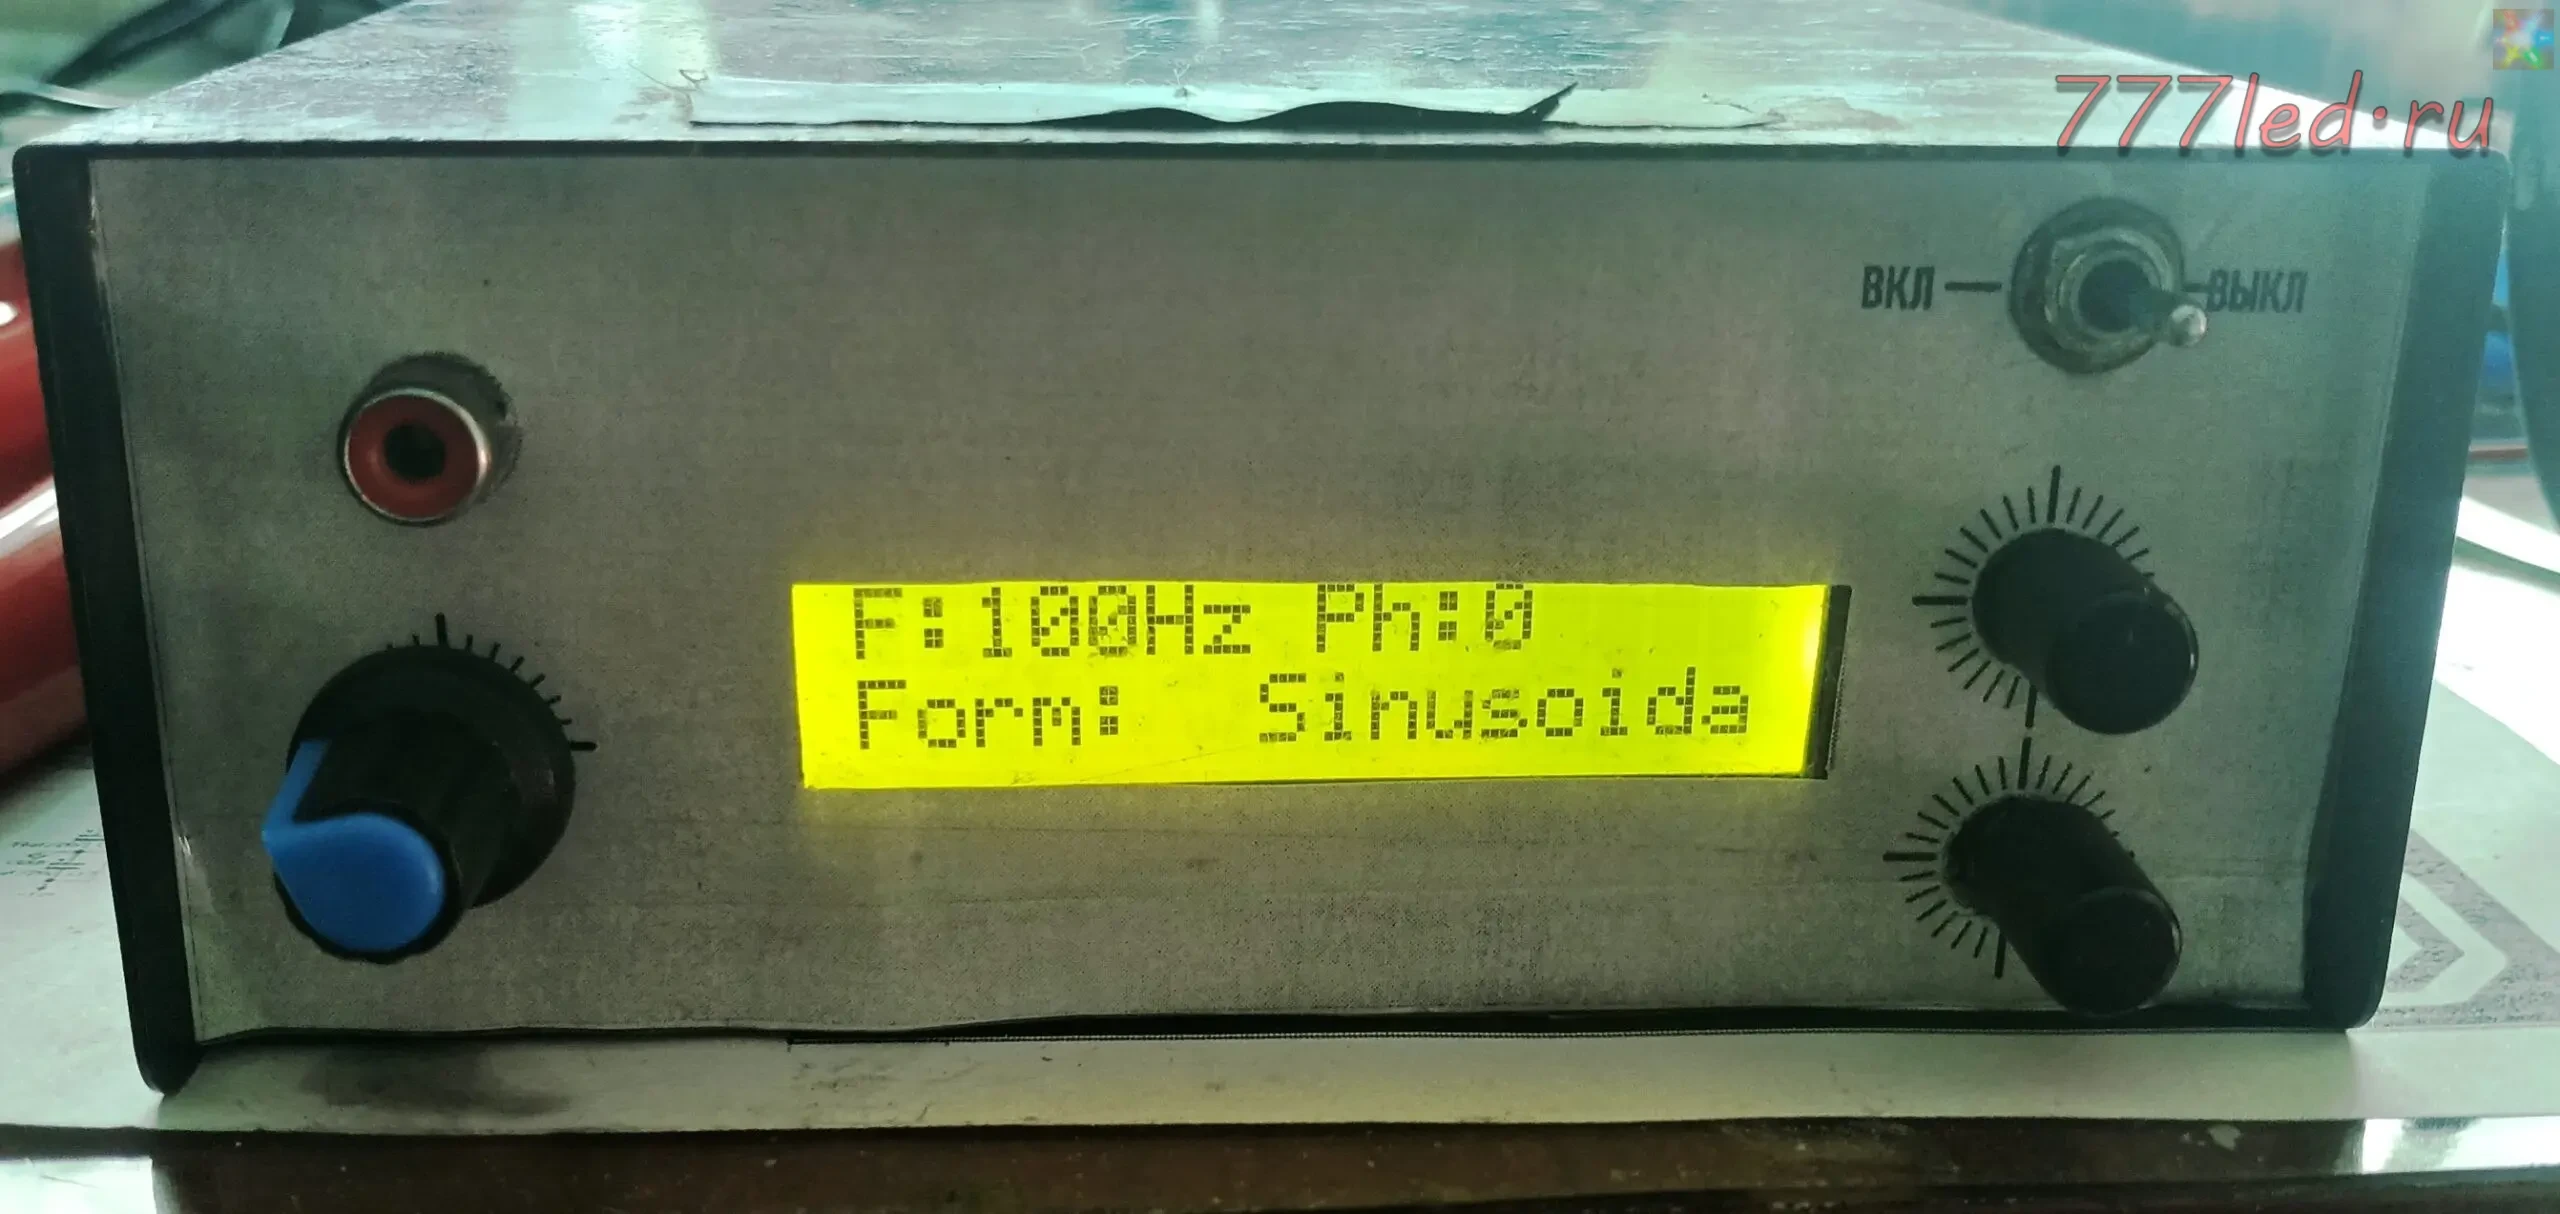 777led.ru
ВКЛ ВЫКЛ
F:100Hz Ph:0
Form: Sinusoida